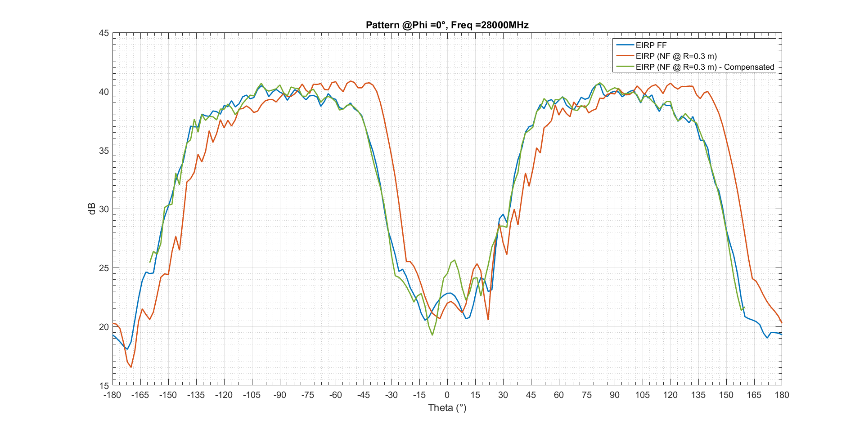 Pattern @Phi =0°, Freq =28000MHz
EIRP FF
EIRP (NF @ R=0.3 m)
EIRP (NF @ R=0.3 m) - Compensated
45
40
35
30
25
20
15
dB
-180 -165 -150 -135 -120 -105 -90 -75 -60 -45 -30 -15 0 15 30 45 60 75 90 105 120 135 150 165 180
Theta (°)